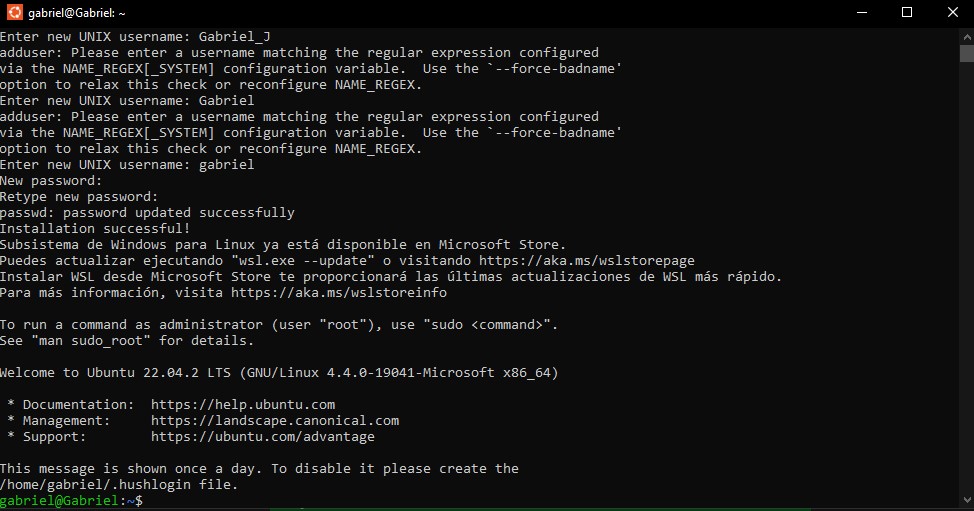 gabriel@Gabriel: ~
Enter new UNIX username: Gabriel_J
adduser: Please enter a username matching the regular expression configured
via the NAME_REGEX[_SYSTEM] configuration variable.  Use the `--force-badname'
option to relax this check or reconfigure NAME_REGEX.
Enter new UNIX username: Gabriel
adduser: Please enter a username matching the regular expression configured
via the NAME_REGEX[_SYSTEM] configuration variable.  Use the `--force-badname'
option to relax this check or reconfigure NAME_REGEX.
Enter new UNIX username: gabriel
New password:
Retype new password:
passwd: password updated successfully
Installation successful!
Subsistema de Windows para Linux ya está disponible en Microsoft Store.
Puedes actualizar ejecutando "wsl.exe --update" o visitando https://aka.ms/wslstorepage
Instalar WSL desde Microsoft Store te proporcionará las últimas actualizaciones de WSL más rápido.
Para más información, visita https://aka.ms/wslstoreinfo
To run a command as administrator (user "root"), use "sudo <command>".
See "man sudo_root" for details.
Welcome to Ubuntu 22.04.2 LTS (GNU/Linux 4.4.0-19041-Microsoft x86_64)
* Documentation:  https://help.ubuntu.com
* Management:     https://landscape.canonical.com
* Support:        https://ubuntu.com/advantage
This message is shown once a day. To disable it please create the
/home/gabriel/.hushlogin file.
gabriel@Gabriel:~$